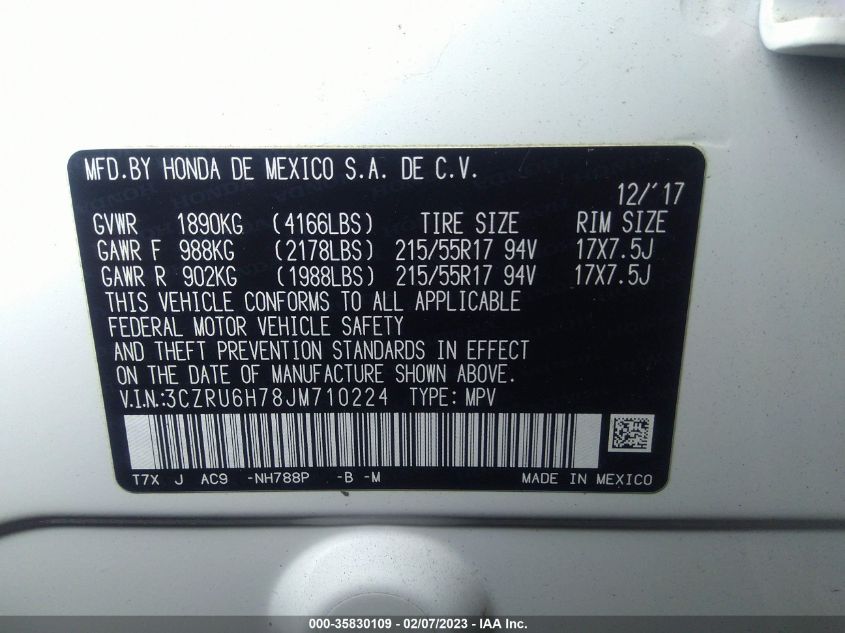 MFD.BY HONDA DE MEXICO S.A. DE C.V.
12/'17
GVWR 1890KG (4166LBS) TIRE SIZE RIM SIZE
GAWR F 988KG (2178LBS) 215/55R17 94V 17X7.5J
GAWR R 902KG (1988LBS) 215/55R17 94V 17X7.5J
THIS VEHICLE CONFORMS TO ALL APPLICABLE
FEDERAL MOTOR VEHICLE SAFETY
AND THEFT PREVENTION STANDARDS IN EFFECT
ON THE DATE OF MANUFACTURE SHOWN ABOVE.
V.I.N.:3CZRU6H78JM710224 TYPE: MPV
T7X J AC9 -NH788P -B -M MADE IN MEXICO
000-35830109 — 02/07/2023 — IAA Inc.